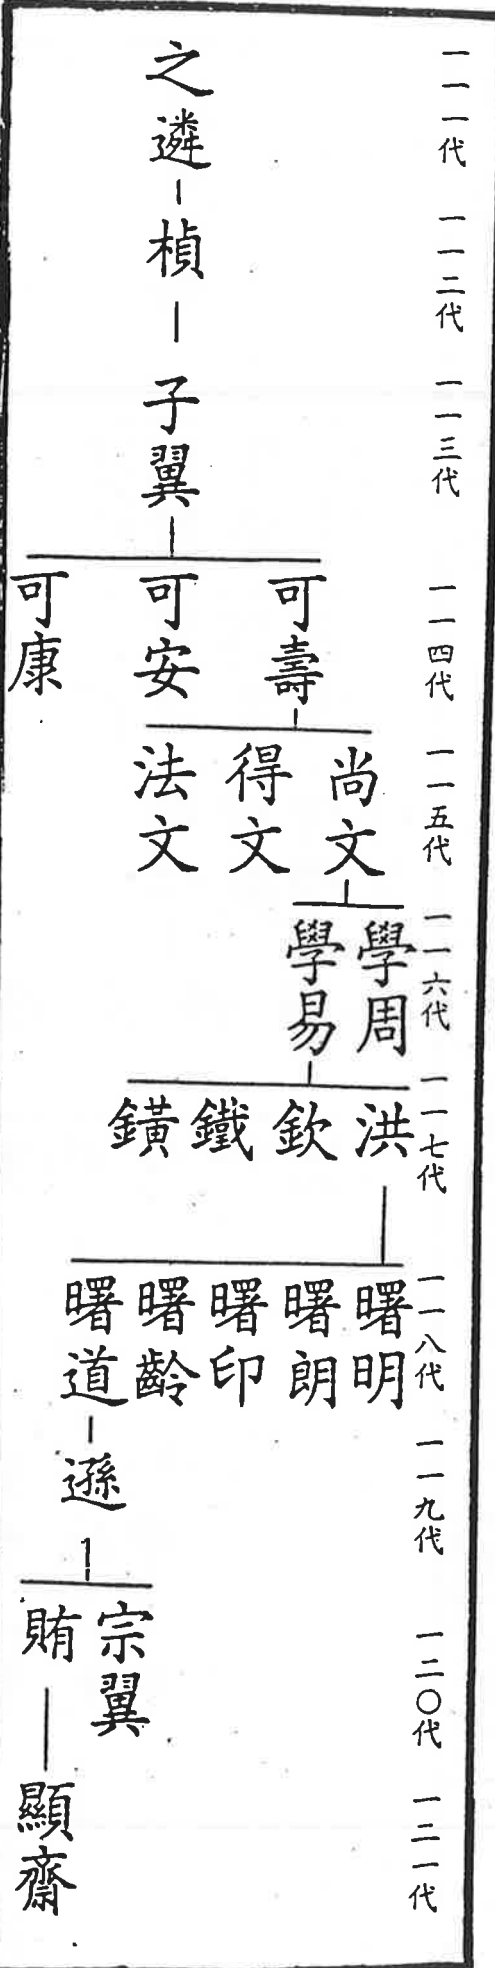 一一一代
一一二代
一一三代
一一四代
一一五代
一一六代
一一七代
一一八代
一一九代
一二〇代
一二一代
之遴
楨
子翼
可壽
可安
可康
尚文
得文
法文
學周
學易
洪
欽
鐵
鐄
曙明
曙朗
曙印
曙齡
曙道
遜
宗翼
賄
顯齋